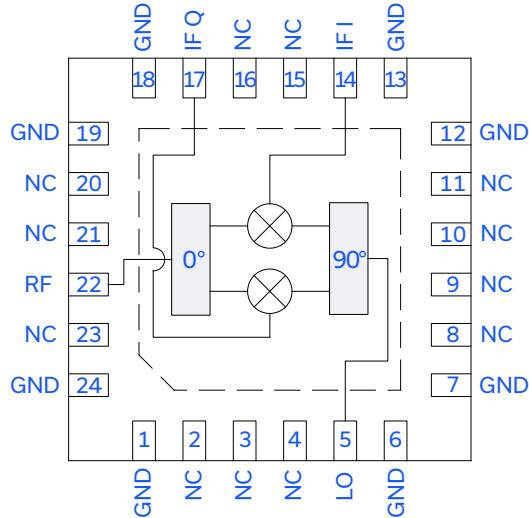 GND
IF Q
NC
NC
IF I
GND
18
17
16
15
14
13
GND 19
12 GND
NC 20
11 NC
NC 21
10 NC
0°
90°
RF 22
9 NC
NC 23
8 NC
GND 24
7 GND
1
2
3
4
5
6
GND
NC
NC
NC
LO
GND